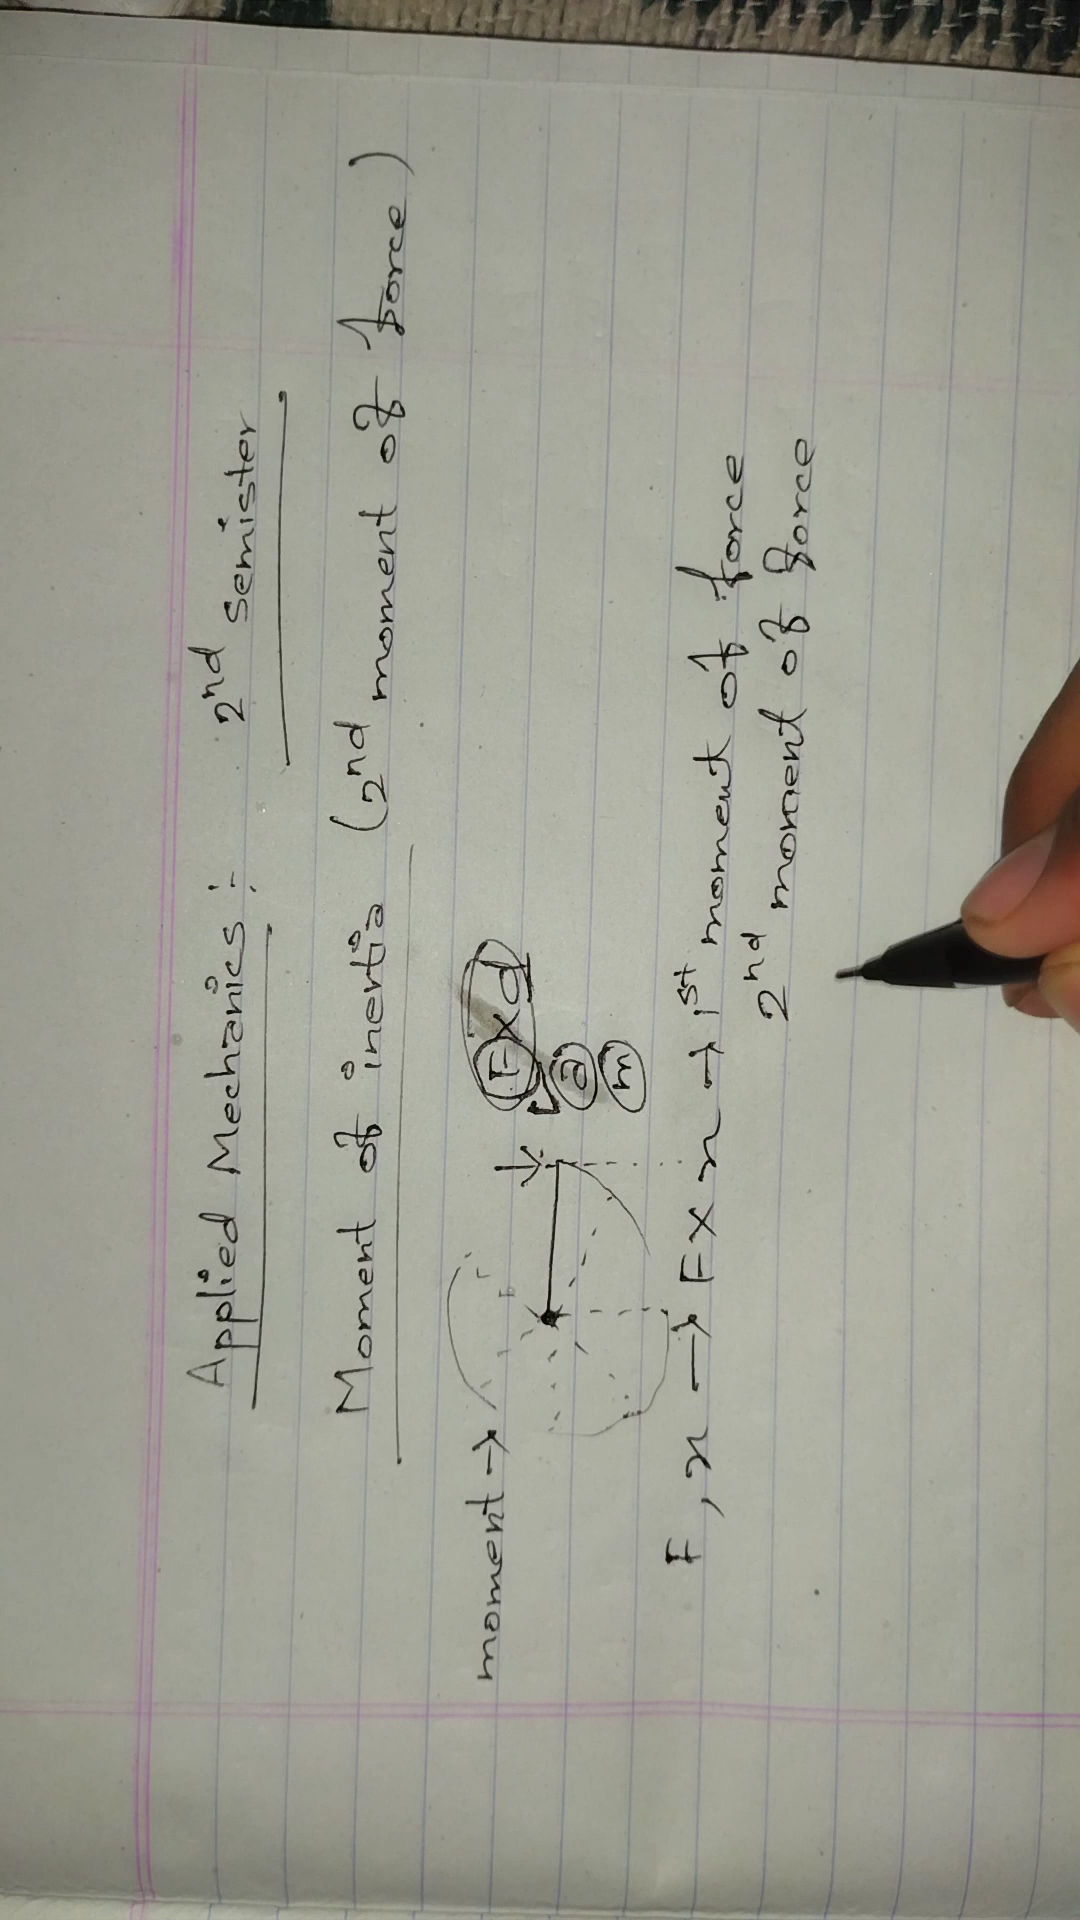 Applied Mechanics :- 2nd semister
Moment of inertia (2nd moment of force)
moment → F×d
a
m
F, x → F×x → 1st moment of force
2nd moment of force